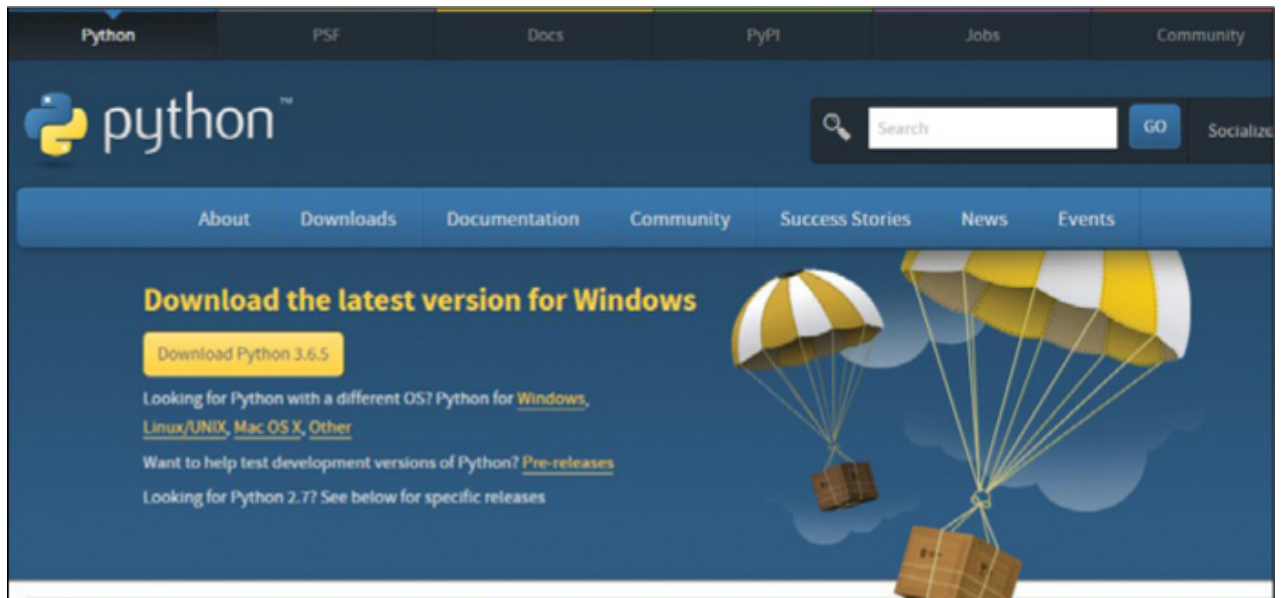 Python PSF Docs PyPI Jobs Community
python™
Search GO Socialize
About Downloads Documentation Community Success Stories News Events
Download the latest version for Windows
Download Python 3.6.5
Looking for Python with a different OS? Python for Windows,
Linux/UNIX, Mac OS X, Other
Want to help test development versions of Python? Pre-releases
Looking for Python 2.7? See below for specific releases